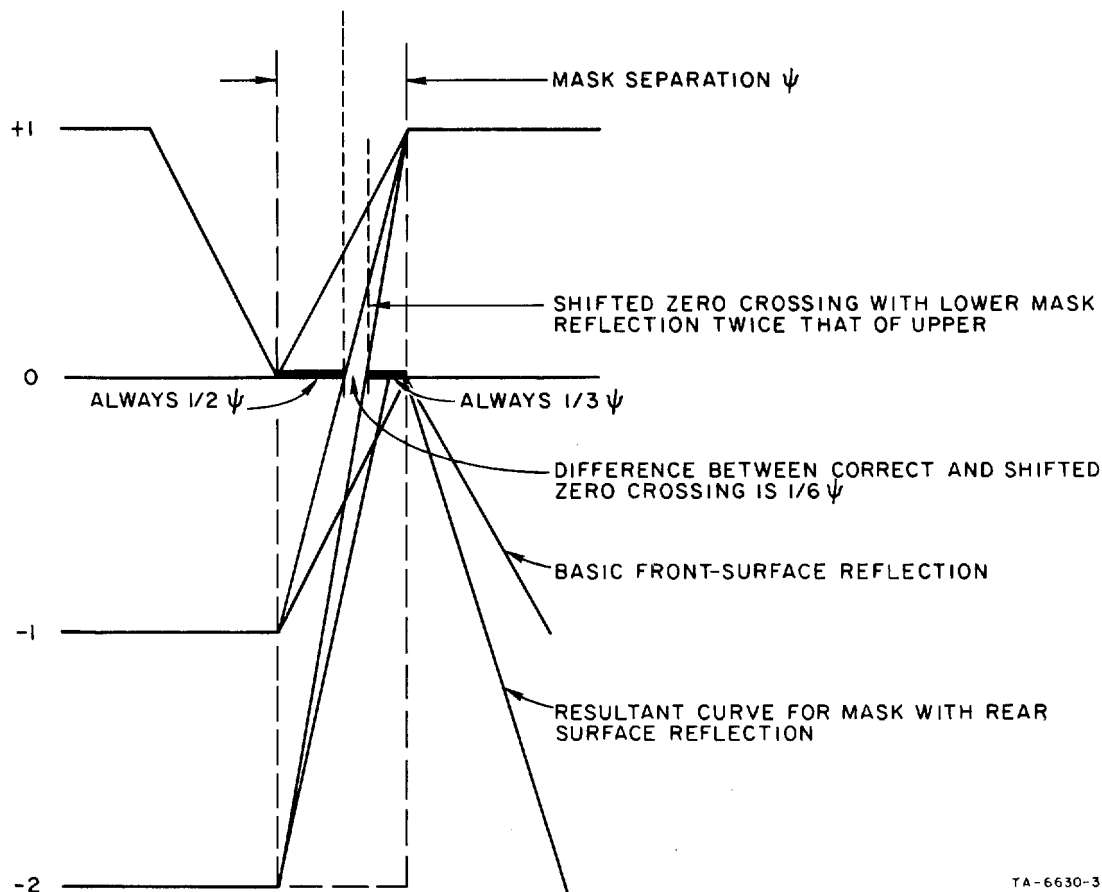 MASK SEPARATION ψ
+1
SHIFTED ZERO CROSSING WITH LOWER MASK
REFLECTION TWICE THAT OF UPPER
0
ALWAYS 1/2 ψ
ALWAYS 1/3 ψ
DIFFERENCE BETWEEN CORRECT AND SHIFTED
ZERO CROSSING IS 1/6 ψ
BASIC FRONT-SURFACE REFLECTION
-1
RESULTANT CURVE FOR MASK WITH REAR
SURFACE REFLECTION
-2
TA-6630-3